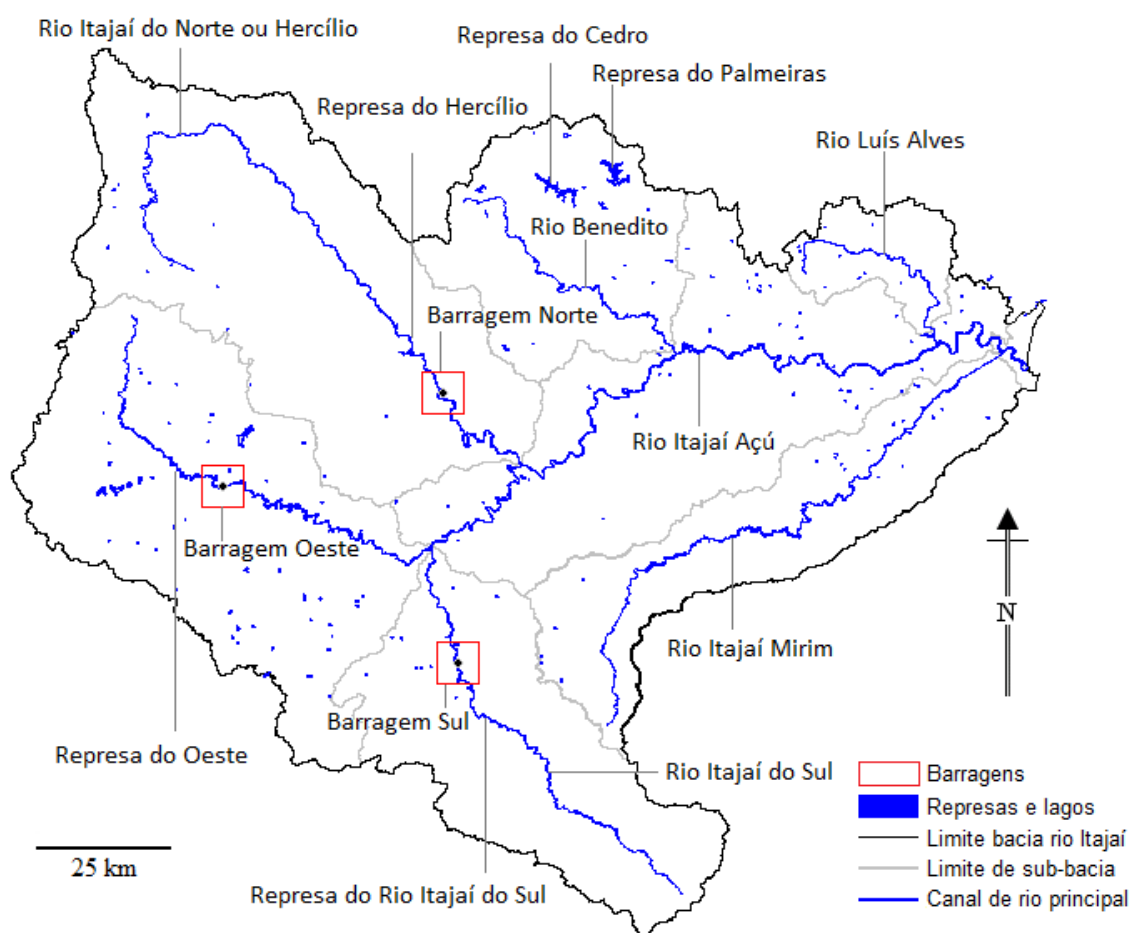 Rio Itajaí do Norte ou Hercílio
Represa do Cedro
Represa do Palmeiras
Represa do Hercílio
Rio Luís Alves
Rio Benedito
Barragem Norte
Rio Itajaí Açú
Barragem Oeste
N
Rio Itajaí Mirim
Barragem Sul
Represa do Oeste
Rio Itajaí do Sul
Barragens
Represas e lagos
Limite bacia rio Itajaí
25 km
Limite de sub-bacia
Represa do Rio Itajaí do Sul
Canal de rio principal